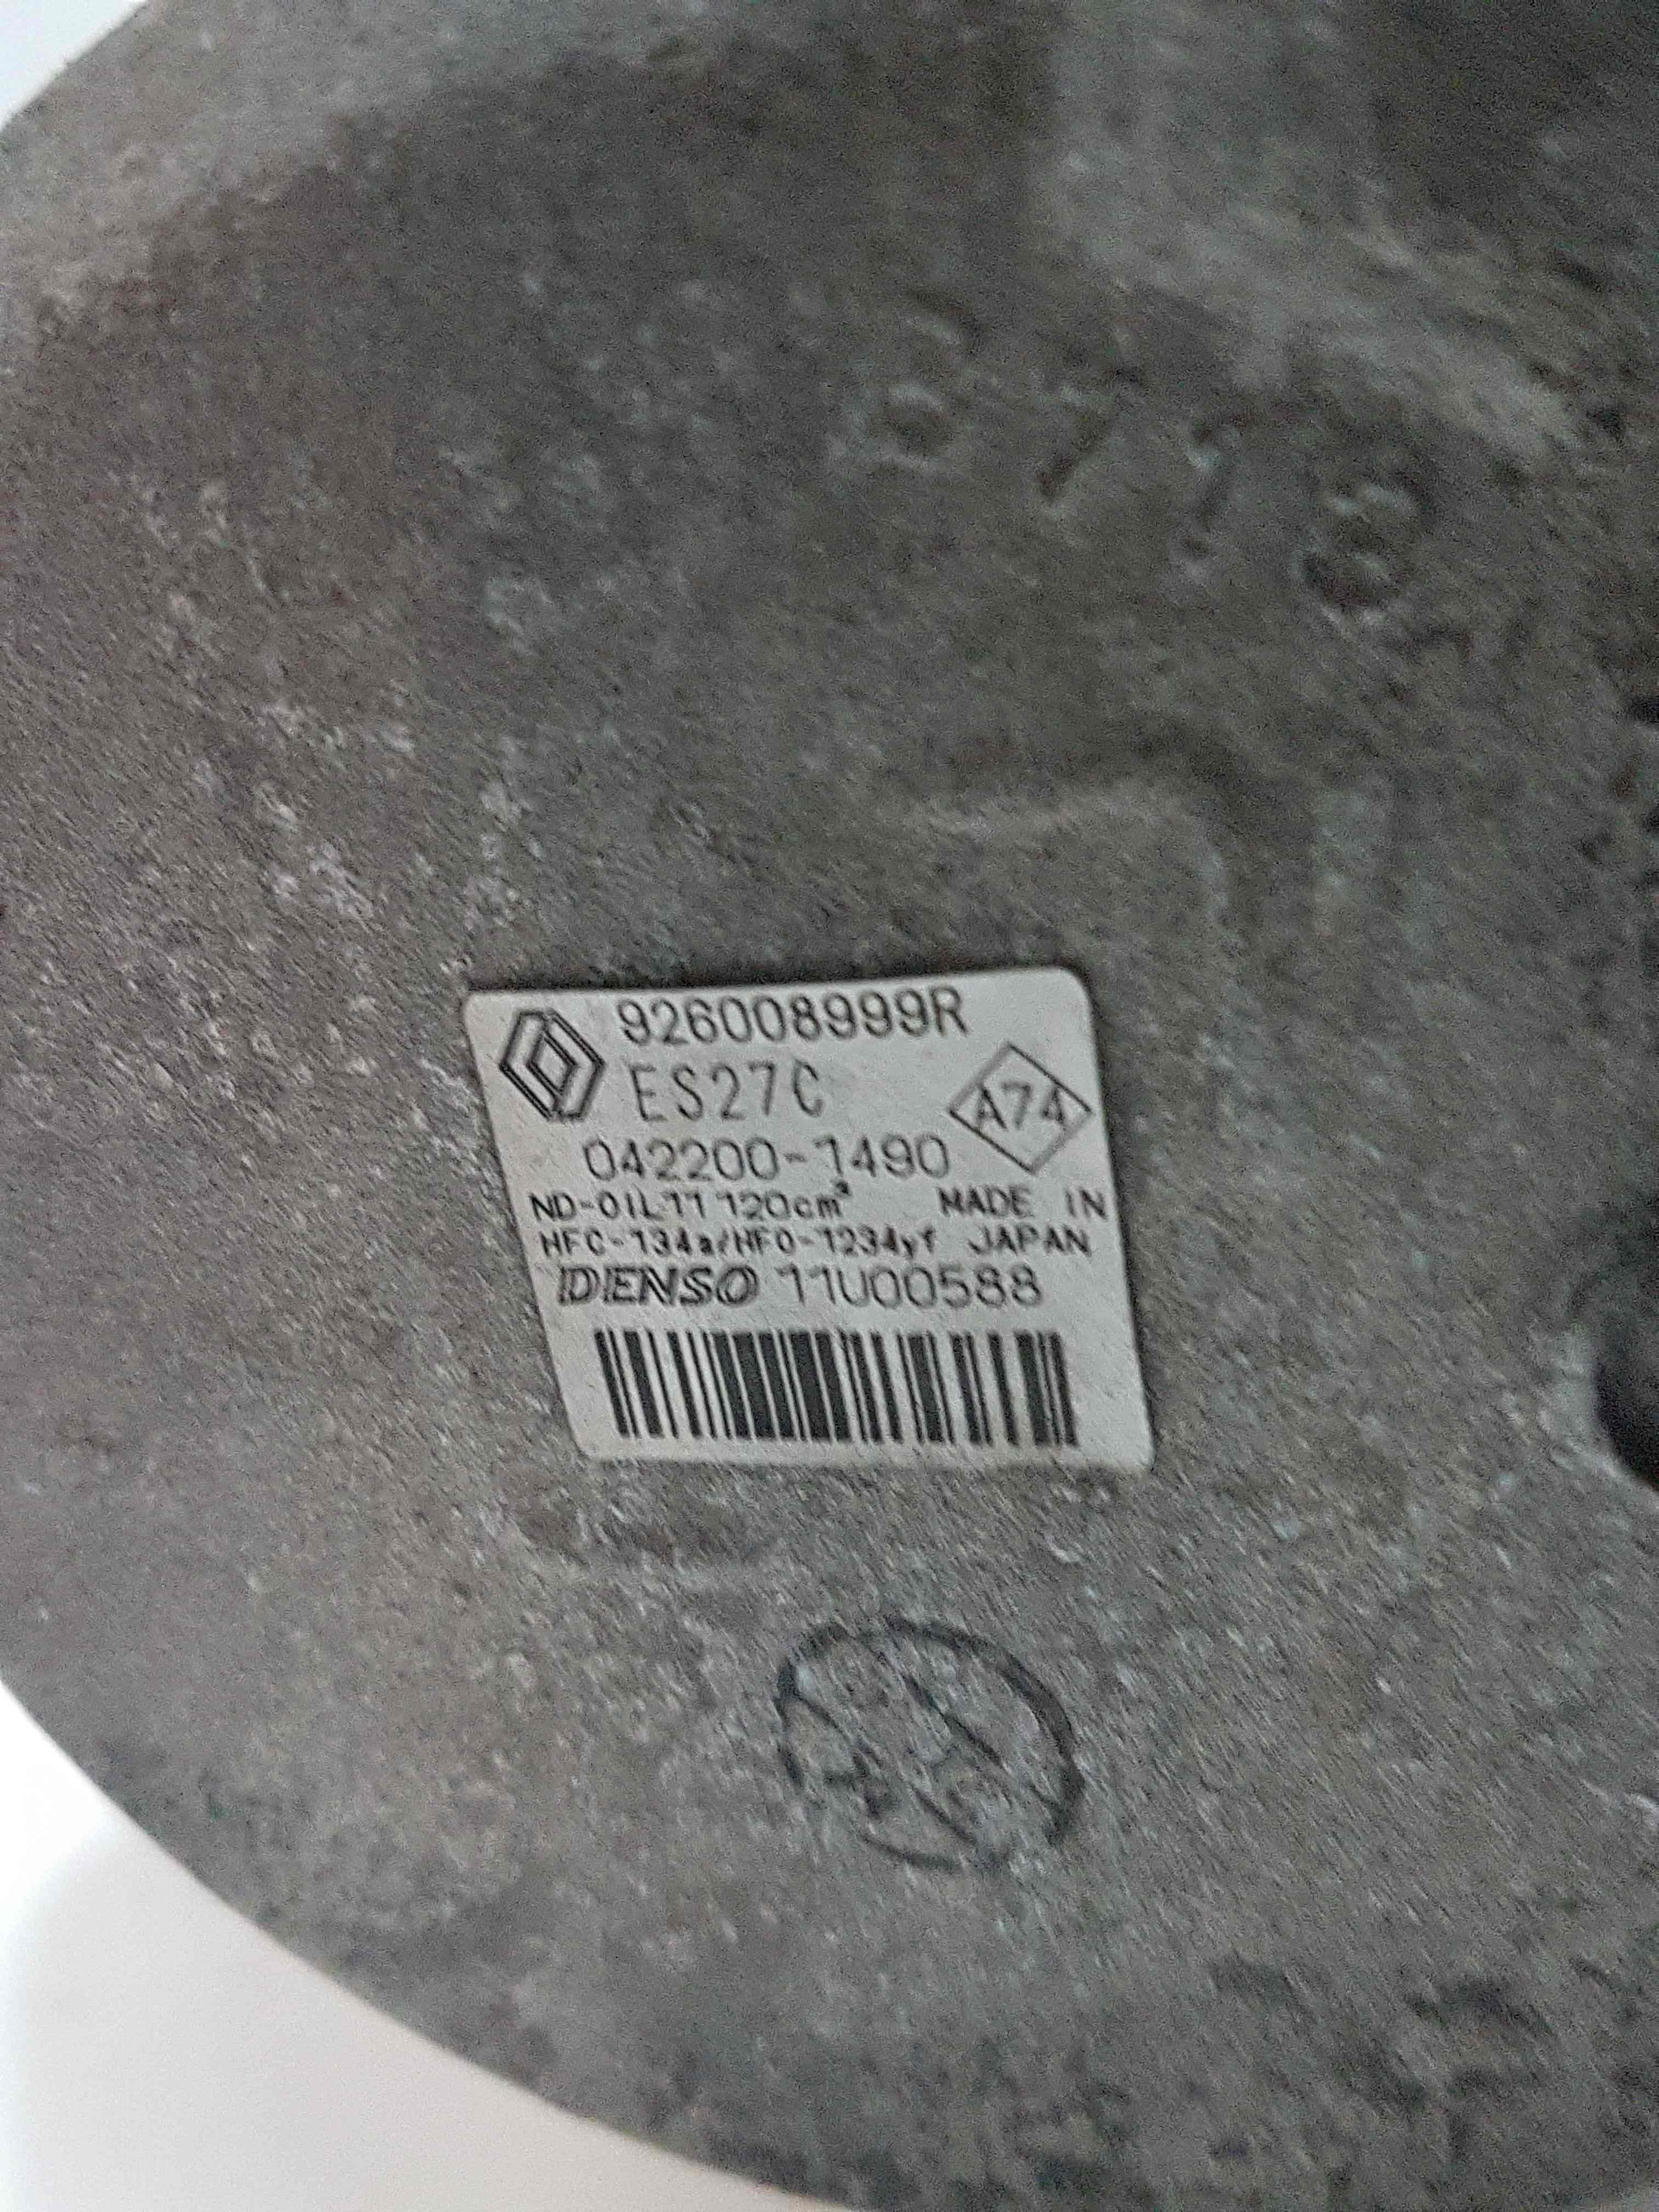 926008999R
ES27C
A74
042200-1490
ND-OIL11 120cm³ MADE IN
HFC-134a/HFO-1234yf JAPAN
DENSO 11U00588